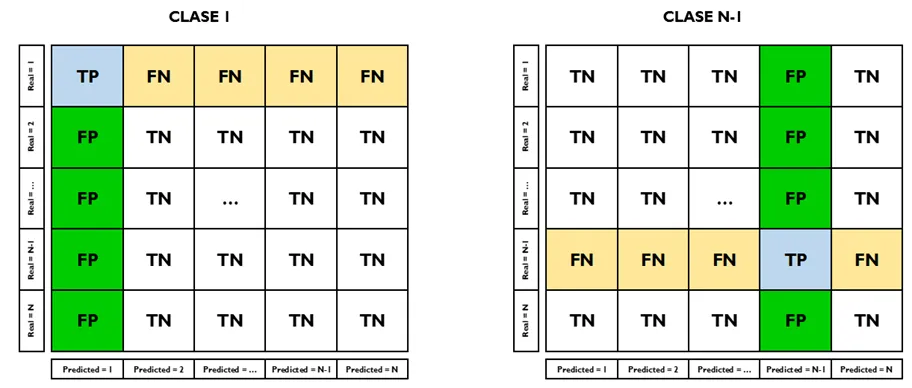 CLASE 1
Real = 1 TP FN FN FN FN
Real = 2 FP TN TN TN TN
Real = ... FP TN ... TN TN
Real = N-1 FP TN TN TN TN
Real = N FP TN TN TN TN
Predicted = 1 Predicted = 2 Predicted = ... Predicted = N-1 Predicted = N
CLASE N-1
Real = 1 TN TN TN FP TN
Real = 2 TN TN TN FP TN
Real = ... TN TN ... FP TN
Real = N-1 FN FN FN TP FN
Real = N TN TN TN FP TN
Predicted = 1 Predicted = 2 Predicted = ... Predicted = N-1 Predicted = N